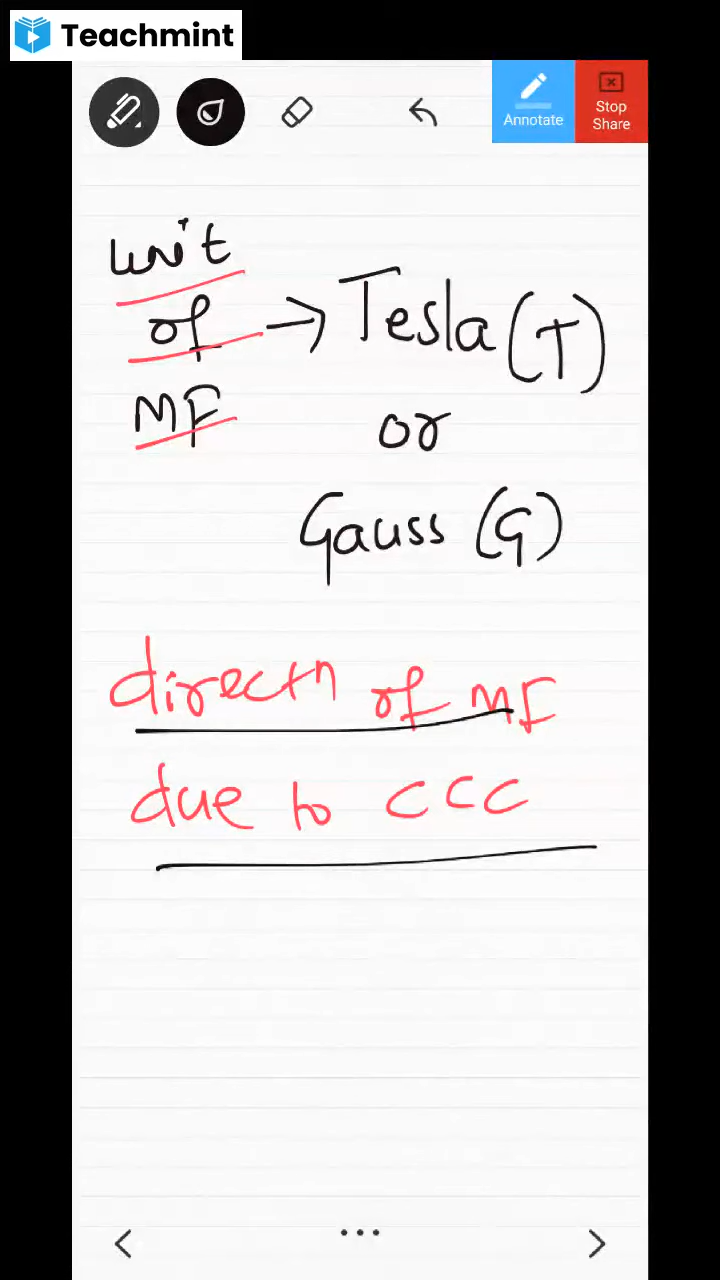 Teachmint
Annotate
Stop
Share
unit
of → Tesla (T)
MF
or
Gauss (G)
directn of MF
due to CCC